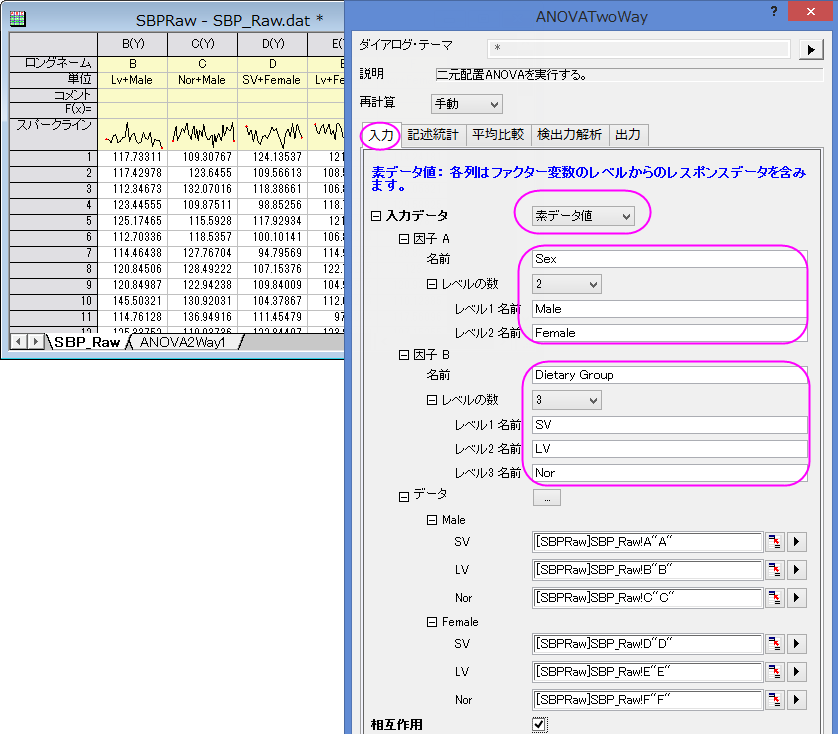 SBPRaw - SBP_Raw.dat *
B(Y) C(Y) D(Y) E(
ロングネーム B C D E
単位 Lv+Male Nor+Male SV+Female Lv+Fe
コメント
F(x)=
スパークライン
1 117.73311 109.30767 124.13537 121
2 117.42978 123.6455 109.56613 108.
3 112.34673 132.07016 118.38661 106.
4 123.44555 109.87511 98.85256 118.
5 125.17465 115.5928 117.92934 121
6 112.70336 118.5357 100.10141 106.
7 114.46438 127.76704 94.79569 114.
8 120.84506 128.49222 107.15376 122.
9 120.84987 122.94238 109.84009 104.
10 145.50321 130.92031 104.37867 112.
11 114.76128 136.94916 111.45479 97
SBP_Raw ANOVA2Way1
ANOVATwoWay ? ×
ダイアログ・テーマ *
説明 二元配置ANOVAを実行する。
再計算 手動
入力 記述統計 平均比較 検出力解析 出力
素データ値: 各列はファクター変数のレベルからのレスポンスデータを含み
ます。
入力データ 素データ値
因子 A
名前 Sex
レベルの数 2
レベル1 名前 Male
レベル2 名前 Female
因子 B
名前 Dietary Group
レベルの数 3
レベル1 名前 SV
レベル2 名前 LV
レベル3 名前 Nor
データ ...
Male
SV [SBPRaw]SBP_Raw!A"A"
LV [SBPRaw]SBP_Raw!B"B"
Nor [SBPRaw]SBP_Raw!C"C"
Female
SV [SBPRaw]SBP_Raw!D"D"
LV [SBPRaw]SBP_Raw!E"E"
Nor [SBPRaw]SBP_Raw!F"F"
相互作用